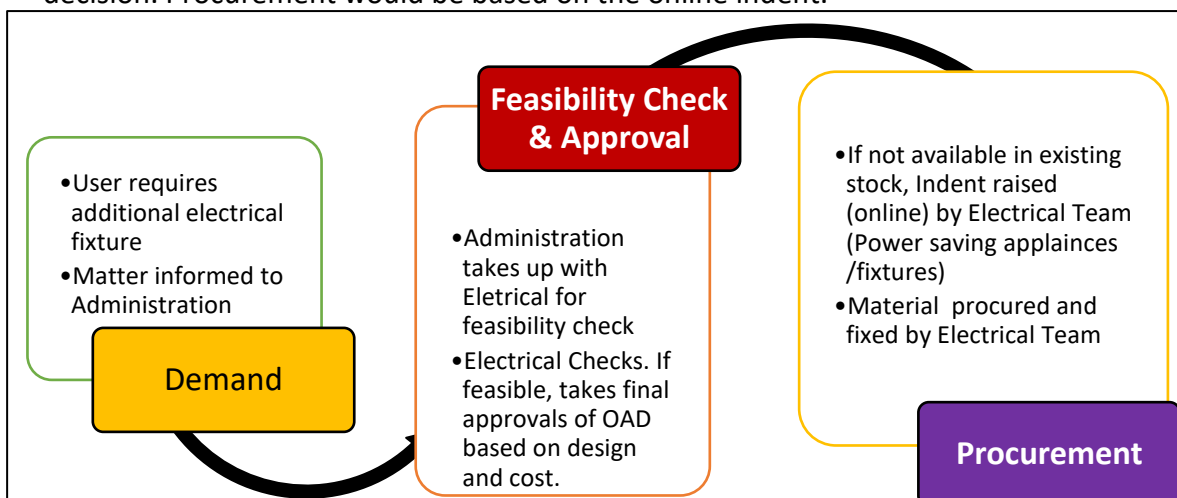 decision. Procurement would be based on the online indent.
•User requires
additional electrical
fixture
•Matter informed to
Administration
Demand
Feasibility Check
& Approval
•Administration
takes up with
Eletrical for
feasibility check
•Electrical Checks. If
feasible, takes final
approvals of OAD
based on design
and cost.
•If not available in existing
stock, Indent raised
(online) by Electrical Team
(Power saving applainces
/fixtures)
•Material procured and
fixed by Electrical Team
Procurement